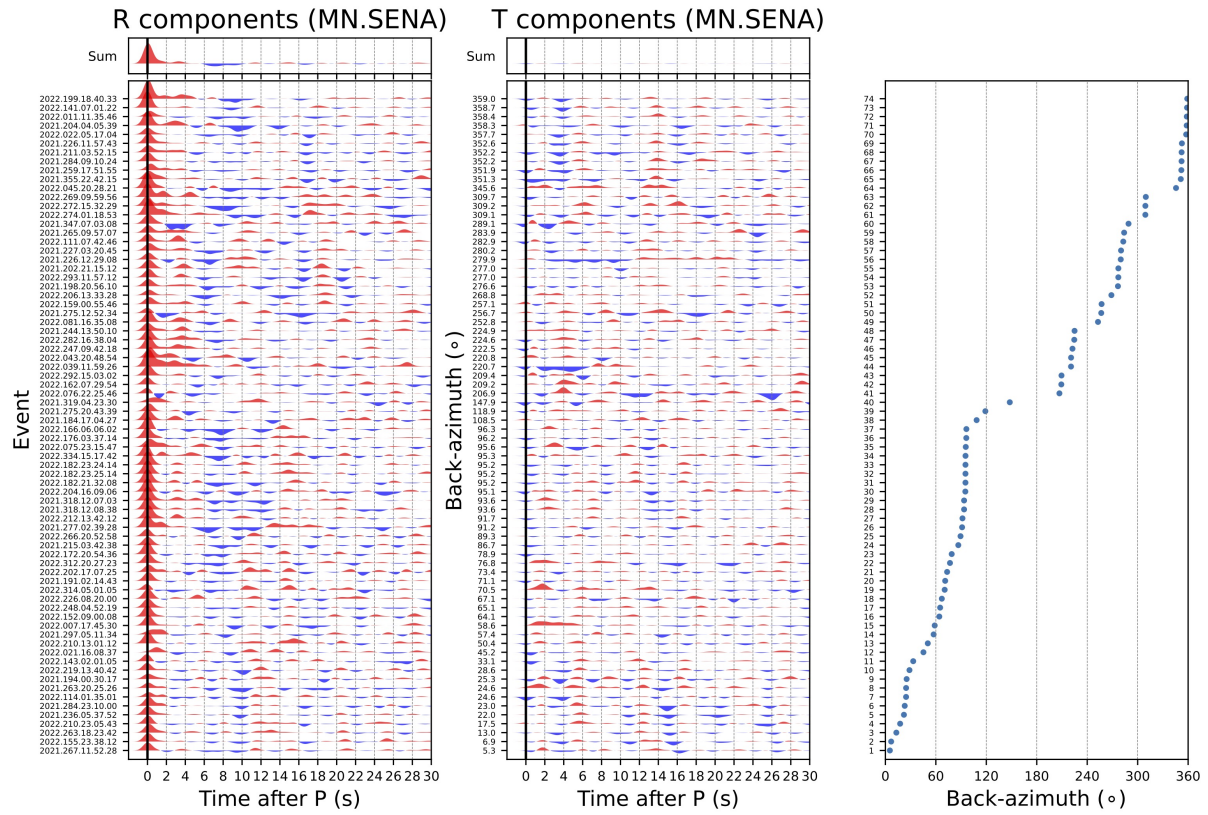 R components (MN.SENA)
T components (MN.SENA)
Sum
Sum
2022.199.18.40.33 359.0 74
2022.141.07.01.22 358.7 73
2022.011.11.35.46 358.4 72
2021.204.04.05.39 358.3 71
2022.022.05.17.04 357.7 70
2021.226.11.57.43 352.6 69
2021.211.03.52.15 352.2 68
2021.284.09.10.24 352.2 67
2021.259.17.51.55 351.9 66
2021.355.22.42.15 351.3 65
2022.045.20.28.21 345.6 64
2022.269.09.59.56 309.7 63
2022.272.15.32.29 309.2 62
2022.274.01.18.53 309.1 61
2021.347.07.03.08 289.1 60
2021.265.09.57.07 283.9 59
2022.111.07.42.46 282.9 58
2021.227.03.20.45 280.2 57
2021.226.12.29.08 279.9 56
2021.202.21.15.12 277.0 55
2022.293.11.57.12 277.0 54
2021.198.20.56.10 276.8 53
2022.206.13.33.28 268.8 52
2022.159.00.55.46 257.1 51
2021.275.12.52.34 256.7 50
2022.081.16.35.08 252.8 49
2021.244.13.50.10 224.9 48
2022.282.16.38.04 224.6 47
2022.247.09.42.18 222.5 46
2022.043.20.48.54 220.8 45
2022.039.11.59.26 220.7 44
2022.292.15.03.02 209.4 43
2022.162.07.29.54 209.2 42
2022.076.22.25.46 206.9 41
2021.319.04.23.30 147.9 40
2021.275.20.43.39 118.9 39
2021.184.17.04.27 108.5 38
2022.166.06.06.02 96.3 37
2022.176.03.37.14 96.2 36
2022.075.23.15.47 95.6 35
2022.334.15.17.42 95.3 34
2022.182.23.24.14 95.2 33
2022.182.23.25.14 95.2 32
2022.182.21.32.08 95.2 31
2022.204.16.09.06 95.1 30
2021.318.12.07.03 93.6 29
2021.318.12.08.38 93.6 28
2022.212.13.42.12 91.7 27
2021.277.02.39.28 91.2 26
2022.266.20.52.58 89.3 25
2021.215.03.42.38 86.7 24
2022.172.20.54.36 78.9 23
2022.312.20.27.23 76.8 22
2022.202.17.07.25 73.4 21
2021.191.02.14.43 71.1 20
2022.314.05.01.05 70.5 19
2022.226.08.20.00 67.1 18
2022.248.04.52.19 65.1 17
2022.152.09.00.08 64.1 16
2022.007.17.45.30 58.6 15
2021.297.05.11.34 57.4 14
2022.210.13.01.12 50.4 13
2022.021.16.08.37 45.2 12
2022.143.02.01.05 33.1 11
2022.219.13.40.42 28.6 10
2021.194.00.30.17 25.3 9
2021.263.20.25.26 24.6 8
2022.114.01.35.01 24.6 7
2021.284.23.10.00 23.0 6
2021.236.05.37.52 22.0 5
2022.210.23.05.43 17.5 4
2022.263.18.23.42 13.0 3
2022.155.23.38.12 6.9 2
2021.267.11.52.28 5.3 1
Event
Back-azimuth (∘)
0 2 4 6 8 10 12 14 16 18 20 22 24 26 28 30
0 2 4 6 8 10 12 14 16 18 20 22 24 26 28 30
0 60 120 180 240 300 360
Time after P (s)
Time after P (s)
Back-azimuth (∘)